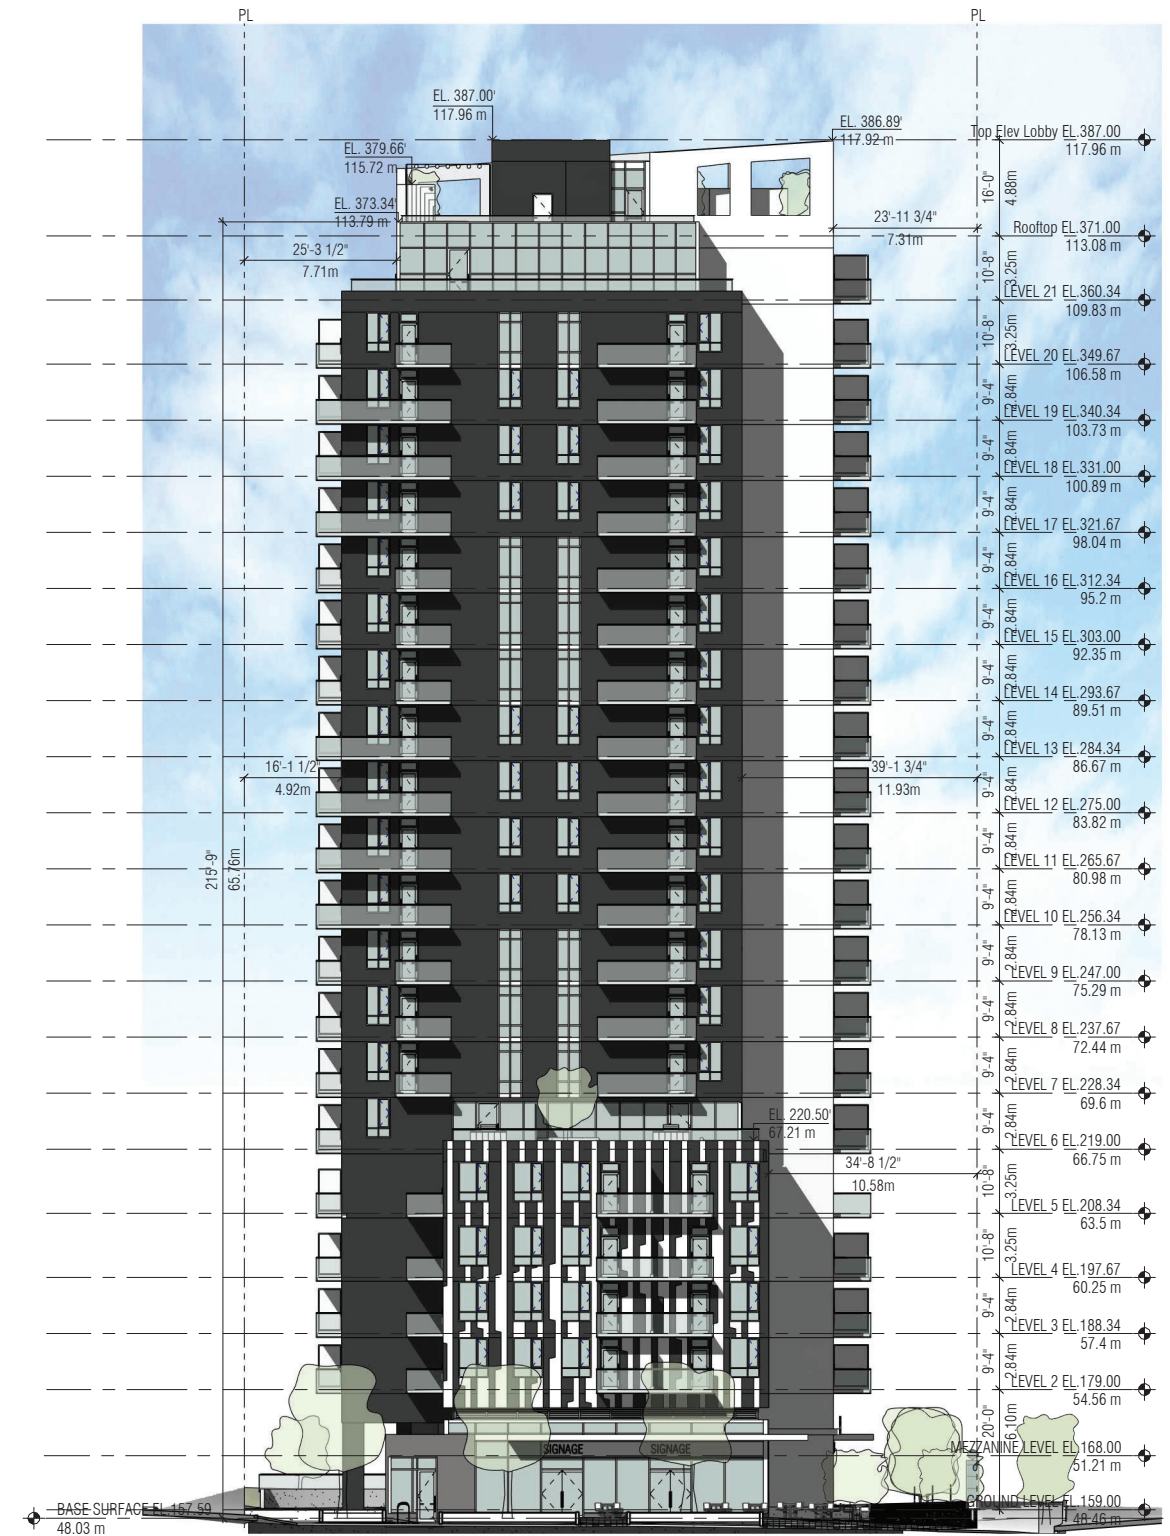 PL
PL
EL. 387.00'
117.96 m
EL. 386.89'
117.92 m
Top Elev Lobby EL.387.00
117.96 m
EL. 379.66'
115.72 m
16'-0"
4.88m
EL. 373.34'
113.79 m
23'-11 3/4"
7.31m
Rooftop EL.371.00
113.08 m
25'-3 1/2"
7.71m
10'-8"
3.25m
LEVEL 21 EL.360.34
109.83 m
10'-8"
3.25m
LEVEL 20 EL.349.67
106.58 m
9'-4"
2.84m
LEVEL 19 EL.340.34
103.73 m
9'-4"
2.84m
LEVEL 18 EL.331.00
100.89 m
9'-4"
2.84m
LEVEL 17 EL.321.67
98.04 m
9'-4"
2.84m
LEVEL 16 EL.312.34
95.2 m
9'-4"
2.84m
LEVEL 15 EL.303.00
92.35 m
9'-4"
2.84m
LEVEL 14 EL.293.67
89.51 m
9'-4"
2.84m
LEVEL 13 EL.284.34
86.67 m
16'-1 1/2"
4.92m
39'-1 3/4"
11.93m
9'-4"
2.84m
LEVEL 12 EL.275.00
83.82 m
215'-9"
65.76m
9'-4"
2.84m
LEVEL 11 EL.265.67
80.98 m
9'-4"
2.84m
LEVEL 10 EL.256.34
78.13 m
9'-4"
2.84m
LEVEL 9 EL.247.00
75.29 m
9'-4"
2.84m
LEVEL 8 EL.237.67
72.44 m
9'-4"
2.84m
LEVEL 7 EL.228.34
69.6 m
EL. 220.50'
67.21 m
9'-4"
2.84m
LEVEL 6 EL.219.00
66.75 m
34'-8 1/2"
10.58m
10'-8"
3.25m
LEVEL 5 EL.208.34
63.5 m
10'-8"
3.25m
LEVEL 4 EL.197.67
60.25 m
9'-4"
2.84m
LEVEL 3 EL.188.34
57.4 m
9'-4"
2.84m
LEVEL 2 EL.179.00
54.56 m
20'-0"
6.10m
SIGNAGE
SIGNAGE
MEZZANINE LEVEL EL.168.00
51.21 m
BASE SURFACE EL.157.59
48.03 m
GROUND LEVEL EL.159.00
48.46 m